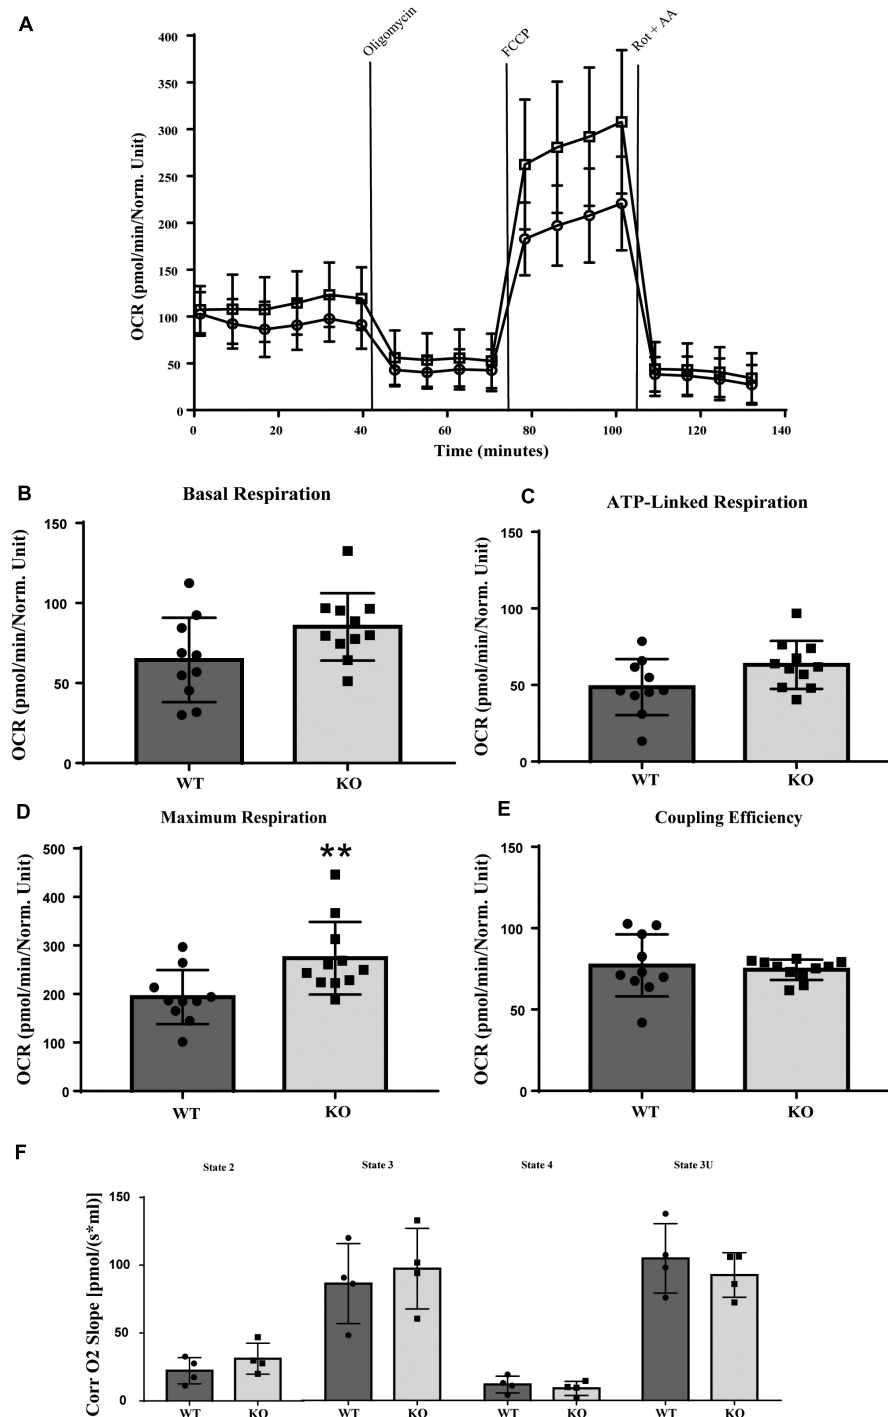 A
Oligomycin
FCCP
Rot + AA
OCR (pmol/min/Norm. Unit)
400
350
300
250
200
150
100
50
0
0 20 40 60 80 100 120 140
Time (minutes)
B
Basal Respiration
OCR (pmol/min/Norm. Unit)
150
100
50
0
WT KO
C
ATP-Linked Respiration
OCR (pmol/min/Norm. Unit)
150
100
50
0
WT KO
D
Maximum Respiration
OCR (pmol/min/Norm. Unit)
500
400
300
200
100
0
**
WT KO
E
Coupling Efficiency
OCR (pmol/min/Norm. Unit)
150
100
50
0
WT KO
F
State 2 State 3 State 4 State 3U
Corr O2 Slope [pmol/(s*ml)]
150
100
50
0
WT KO WT KO WT KO WT KO